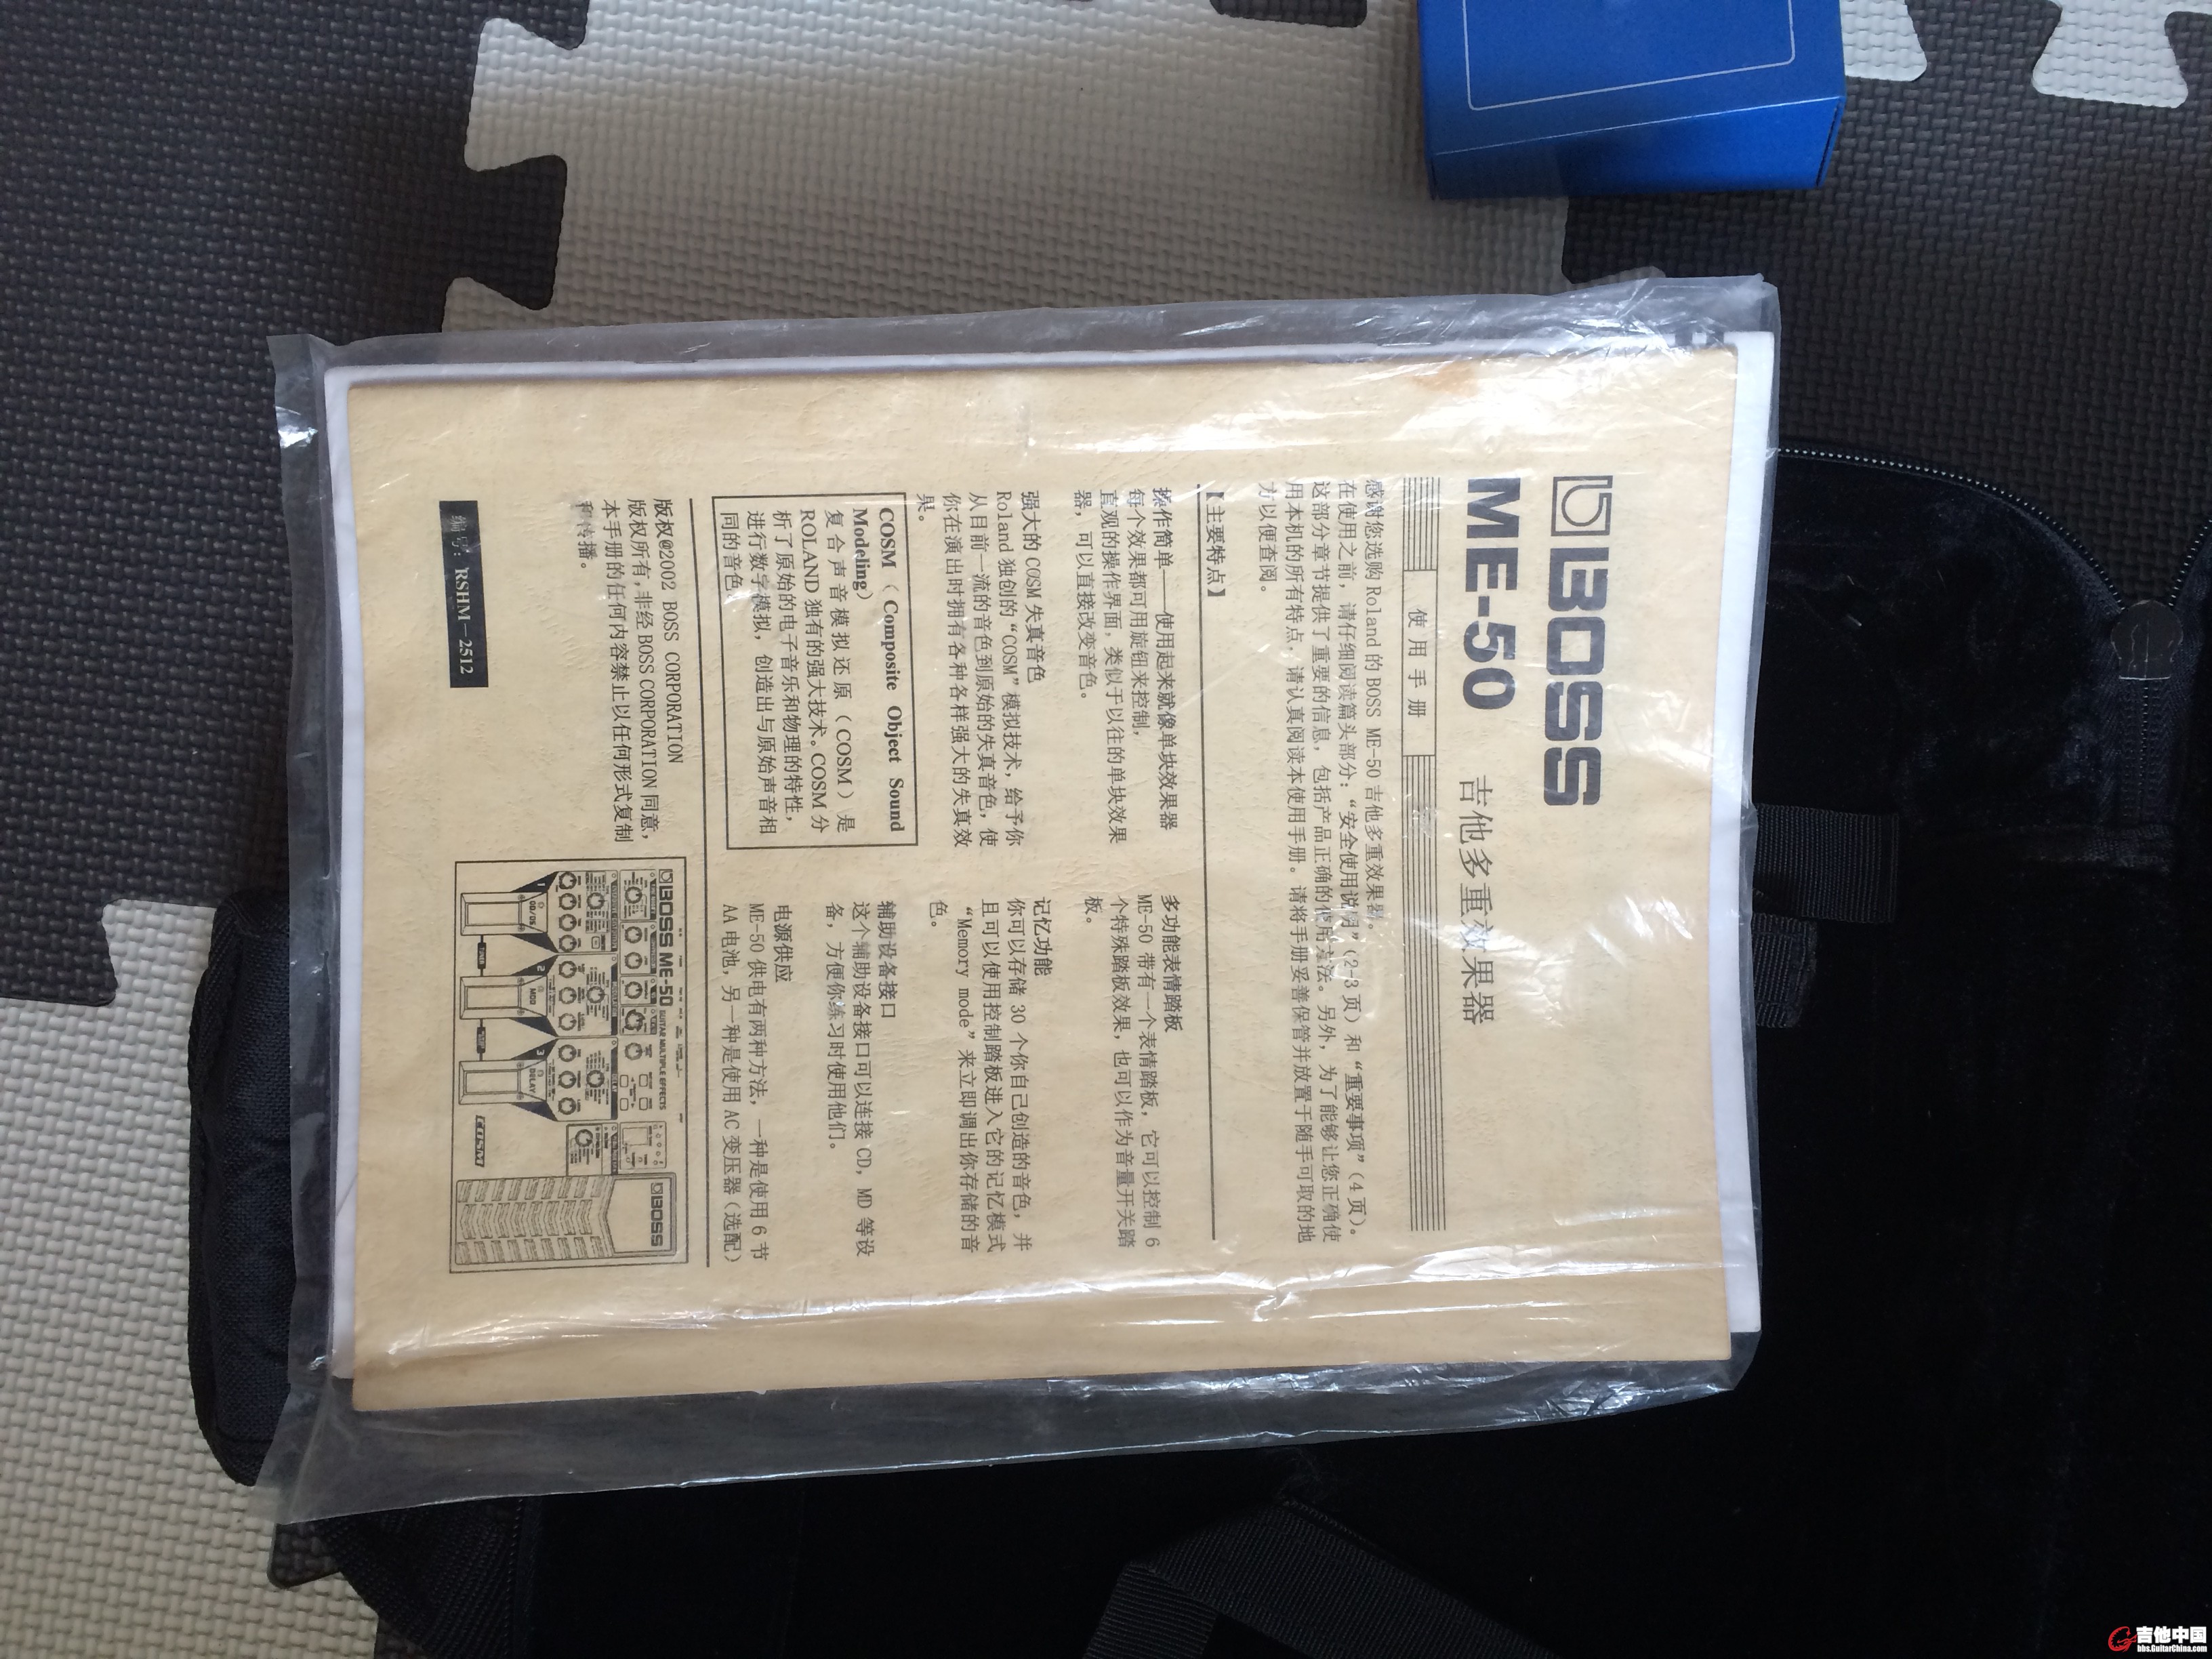 BOSS
ME-50 吉他多重效果器
使用手册
感谢您选购 Roland 的 BOSS ME-50 吉他多重效果器。
在使用之前，请仔细阅读篇头部分：“安全使用说明”（2-3 页）和“重要事项”（4 页）。
这部分章节提供了重要的信息，包括产品正确的使用方法。另外，为了能够让您正确使
用本机的所有特点，请认真阅读本使用手册。请将手册妥善保管并放置于随手可取的地
方以便查阅。
【主要特点】
操作简单——使用起来就像单块效果器
每个效果都可用旋钮来控制，
直观的操作界面，类似于以往的单块效果
器，可以直接改变音色。
强大的 COSM 失真音色
Roland 独创的“COSM”模拟技术，给予你
从目前一流的音色到原始的失真音色，使
你在演出时拥有各种各样强大的失真效
果。
COSM（Composite Object Sound
Modeling）
复合声音模拟还原（COSM）是
ROLAND 独有的强大技术。COSM 分
析了原始的电子音乐和物理的特性，
进行数字模拟，创造出与原始声音相
同的音色
多功能表情踏板
ME-50 带有一个表情踏板，它可以控制 6
个特殊踏板效果，也可以作为音量开关踏
板。
记忆功能
你可以存储 30 个你自己创造的音色，并
且可以使用控制踏板进入它的记忆模式
“Memory mode”来立即调出你存储的音
色。
辅助设备接口
这个辅助设备接口可以连接 CD，MD 等设
备，方便你练习时使用他们。
电源供应
ME-50 供电有两种方法，一种是使用 6 节
AA 电池，另一种是使用 AC 变压器（选配）
版权@2002 BOSS CORPORATION
版权所有，非经 BOSS CORPORATION 同意，
本手册的任何内容禁止以任何形式复制
和传播。
编号：RSHM—2512
BOSS ME-50 GUITAR MULTIPLE EFFECTS
1 OD/DS
2 MOD
3 DELAY
COSM
BOSS
吉他中国
bbs.GuitarChina.com